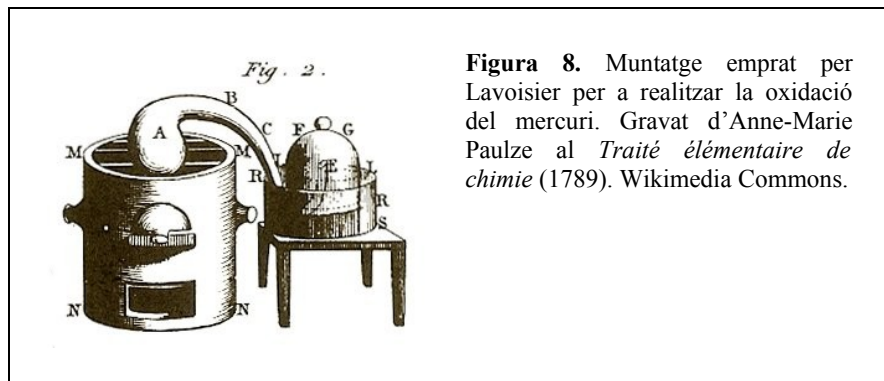 Fig. 2.
B
A
C
F G
M M
I E I
R
R
S
N N
Figura 8. Muntatge emprat per
Lavoisier per a realitzar la oxidació
del mercuri. Gravat d'Anne-Marie
Paulze al Traité élémentaire de
chimie (1789). Wikimedia Commons.